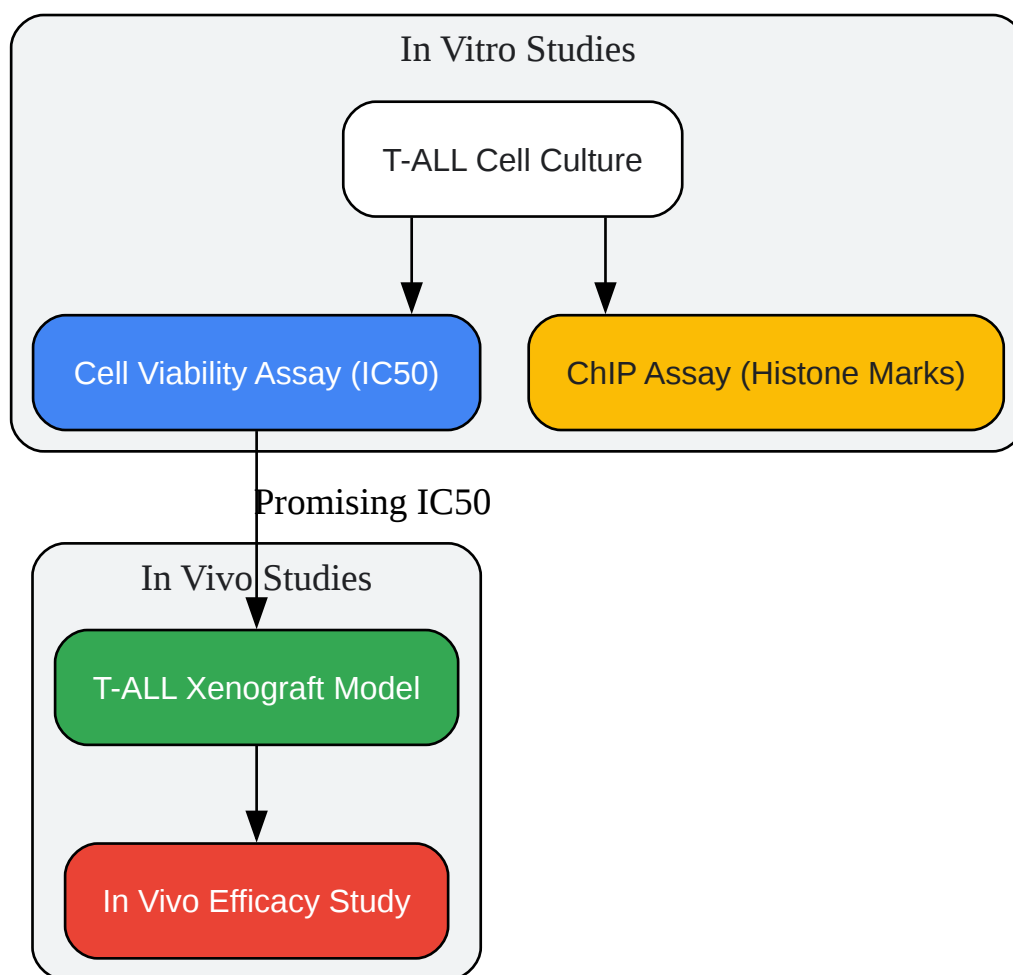 In Vitro Studies
T-ALL Cell Culture
Cell Viability Assay (IC50)
ChIP Assay (Histone Marks)
Promising IC50
In Vivo Studies
T-ALL Xenograft Model
In Vivo Efficacy Study